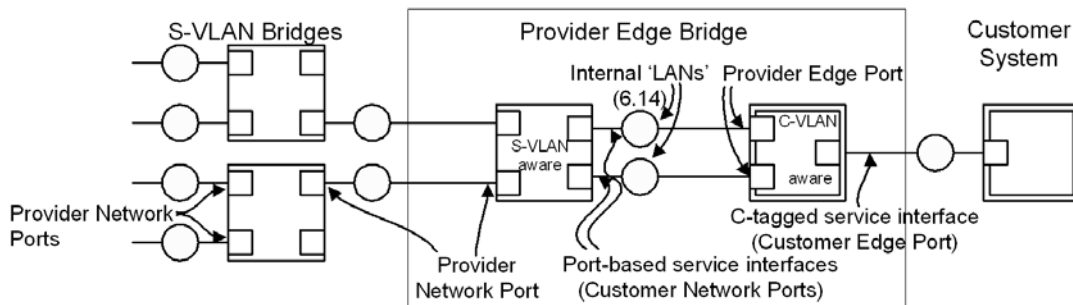 S-VLAN Bridges
Provider Edge Bridge
Customer
System
Internal ‘LANs’
(6.14)
Provider Edge Port
S-VLAN
aware
C-VLAN
aware
Provider Network
Ports
Provider
Network Port
Port-based service interfaces
(Customer Network Ports)
C-tagged service interface
(Customer Edge Port)